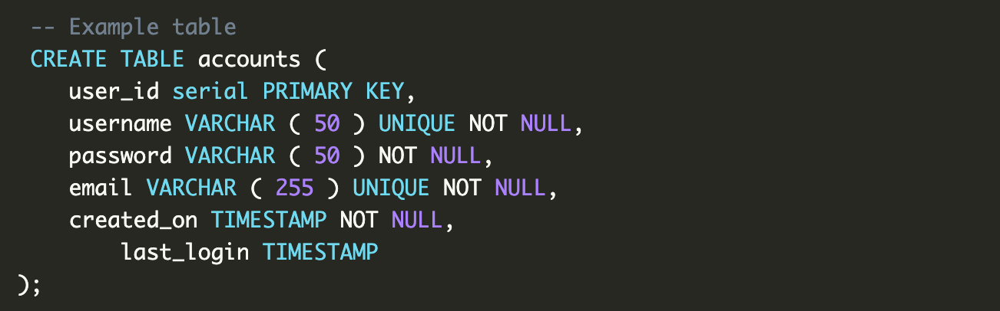 -- Example table
CREATE TABLE accounts (
user_id serial PRIMARY KEY,
username VARCHAR ( 50 ) UNIQUE NOT NULL,
password VARCHAR ( 50 ) NOT NULL,
email VARCHAR ( 255 ) UNIQUE NOT NULL,
created_on TIMESTAMP NOT NULL,
last_login TIMESTAMP
);